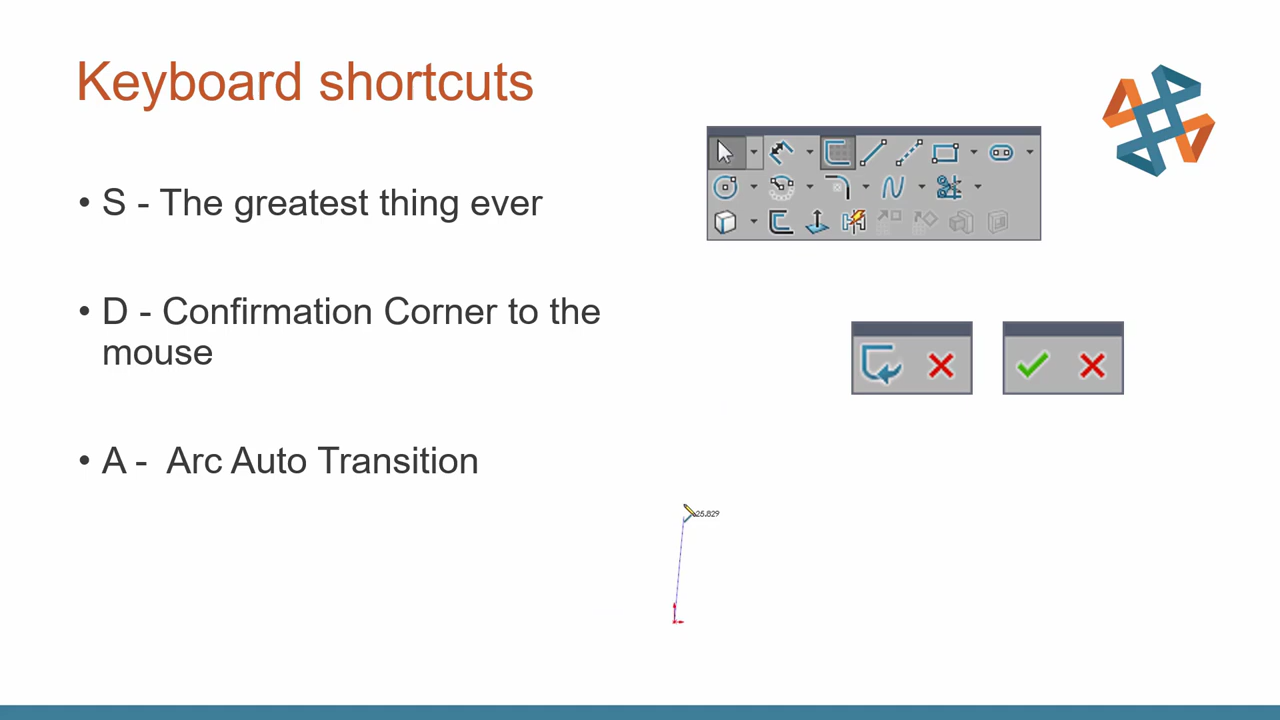 Keyboard shortcuts
• S - The greatest thing ever
• D - Confirmation Corner to the
mouse
• A -  Arc Auto Transition
25.829